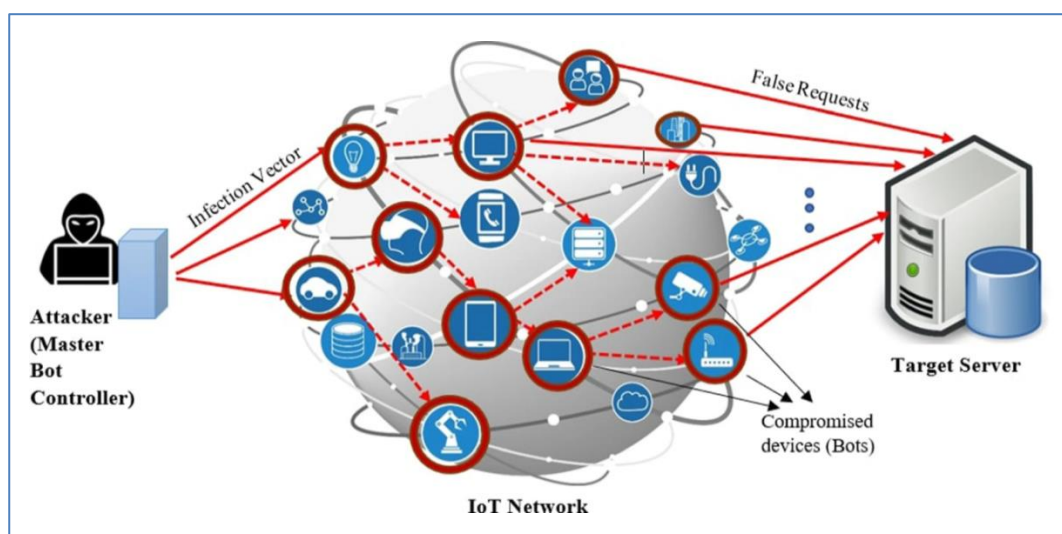 False Requests
Infection Vector
Attacker
(Master
Bot
Controller)
Target Server
Compromised
devices (Bots)
IoT Network